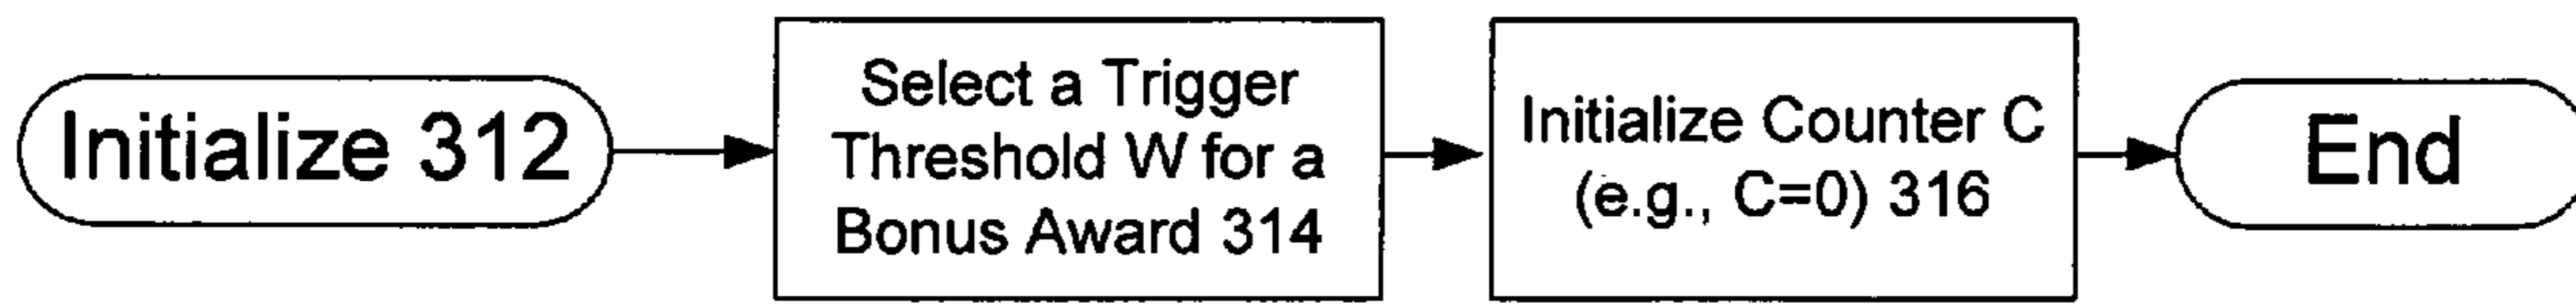 Initialize 312
Select a Trigger
Threshold W for a
Bonus Award 314
Initialize Counter C
(e.g., C=0) 316
End